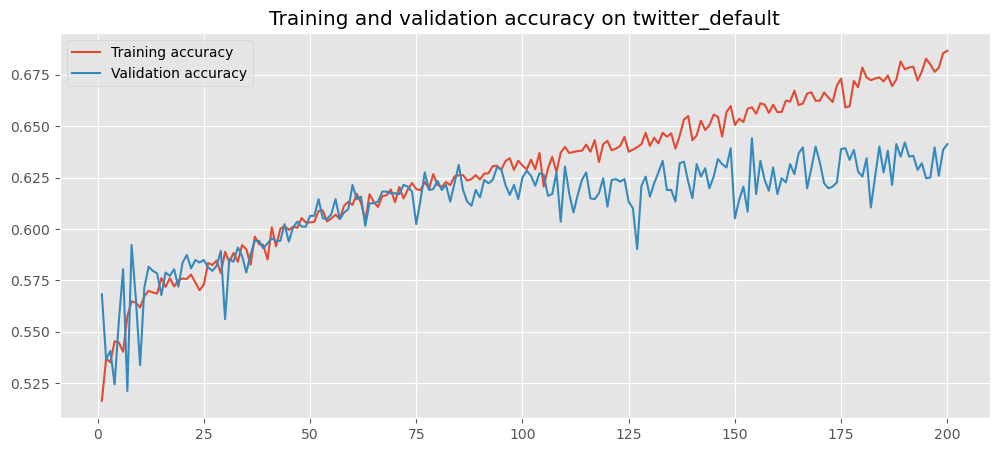 Training and validation accuracy on twitter_default
Training accuracy
Validation accuracy
0.675
0.650
0.625
0.600
0.575
0.550
0.525
0 25 50 75 100 125 150 175 200